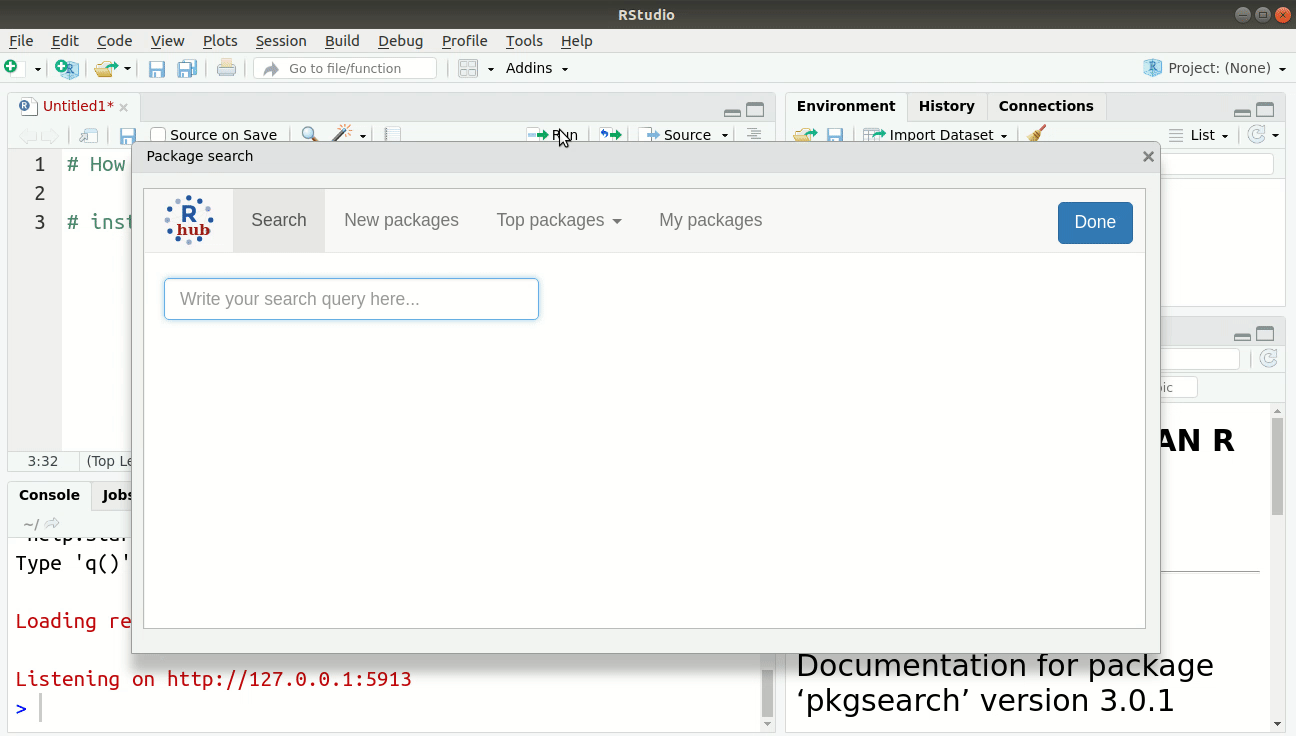 RStudio
File Edit Code View Plots Session Build Debug Profile Tools Help
Go to file/function Addins Project: (None)
Untitled1*
Source on Save Run Source
1 # How
2
3 # inst
3:32 (Top Le
Environment History Connections
Import Dataset List
Package search
R
hub
Search New packages Top packages My packages Done
Write your search query here...
Console Jobs
~/
Type 'q()'
Loading re
Listening on http://127.0.0.1:5913
>
ic
AN R
Documentation for package
‘pkgsearch’ version 3.0.1